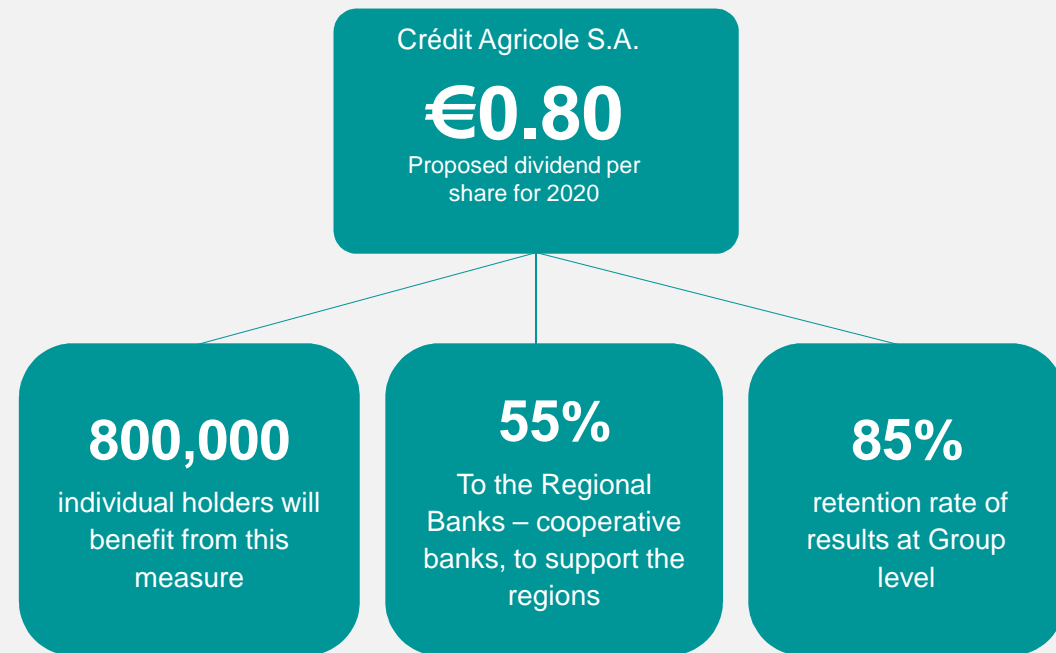 Crédit Agricole S.A.
€0.80
Proposed dividend per
share for 2020
800,000
individual holders will
benefit from this
measure
55%
To the Regional
Banks – cooperative
banks, to support the
regions
85%
retention rate of
results at Group
level